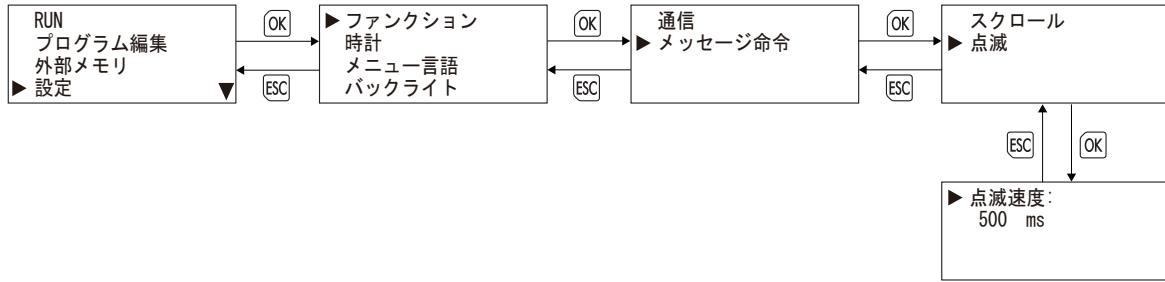 RUN
プログラム編集
外部メモリ
▶ 設定 ▼
OK
ESC
▶ ファンクション
時計
メニュー言語
バックライト
OK
ESC
通信
▶ メッセージ命令
OK
ESC
スクロール
▶ 点滅
ESC
OK
▶ 点滅速度:
500 ms